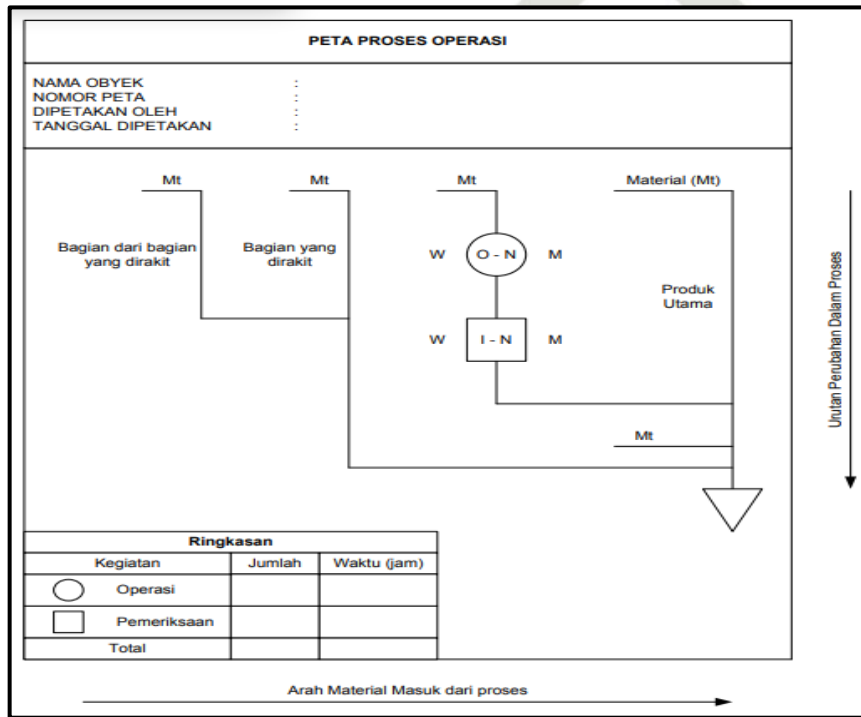 PETA PROSES OPERASI
NAMA OBYEK :
NOMOR PETA :
DIPETAKAN OLEH :
TANGGAL DIPETAKAN :
Mt
Mt
Mt
Material (Mt)
Bagian dari bagian
yang dirakit
Bagian yang
dirakit
W O - N M
Produk
Utama
W I - N M
Mt
Urutan Perubahan Dalam Proses
Ringkasan
Kegiatan Jumlah Waktu (jam)
Operasi
Pemeriksaan
Total
Arah Material Masuk dari proses